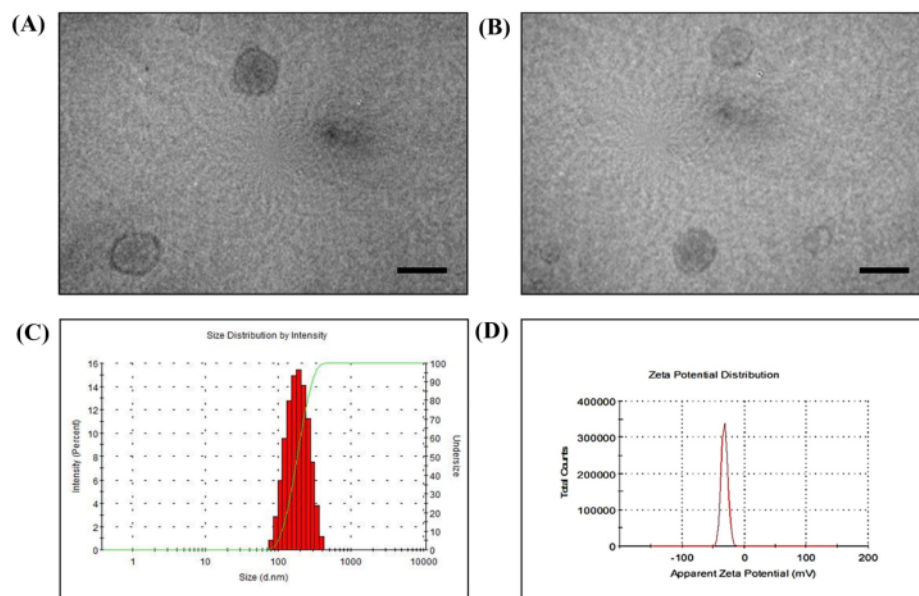 (A)
(B)
(C)
Size Distribution by Intensity
16
14
12
10
8
6
4
2
0
Intensity (Percent)
100
90
80
70
60
50
40
30
20
10
0
Undersize
1 10 100 1000 10000
Size (d.nm)
(D)
Zeta Potential Distribution
400000
300000
200000
100000
0
Total Counts
-100 0 100 200
Apparent Zeta Potential (mV)